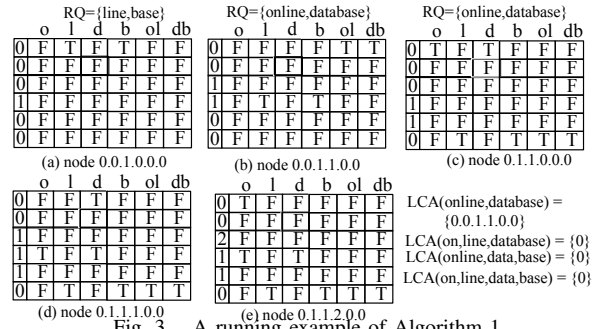 RQ={line,base}
o l d b ol db
0 F T F T F F
0 F F F F F F
0 F F F F F F
1 F F F F F F
0 F F F F F F
0 F F F F F F
(a) node 0.0.1.0.0.0
RQ={online,database}
o l d b ol db
0 F F F F T T
0 F F F F F F
1 F F F F F F
1 F T F T F F
0 F F F F F F
0 F F F F F F
(b) node 0.0.1.1.0.0
RQ={online,database}
o l d b ol db
0 T F T F F F
0 F F F F F F
0 F F F F F F
1 F F F F F F
1 F F F F F F
0 F T F T T T
(c) node 0.1.1.0.0.0
o l d b ol db
0 F F T F F F
0 F F F F F F
1 F F F F F F
1 T F T F F F
1 F F F F F F
0 F T F T T T
(d) node 0.1.1.1.0.0
o l d b ol db
0 T F F F F F
0 F F F F F F
2 F F F F F F
1 T F T F F F
1 F F F F F F
0 F T F T T T
(e) node 0.1.1.2.0.0
LCA(online,database) =
{0.0.1.1.0.0}
LCA(on,line,database) = {0}
LCA(online,data,base) = {0}
LCA(on,line,data,base) = {0}
Fig. 3. A running example of Algorithm 1